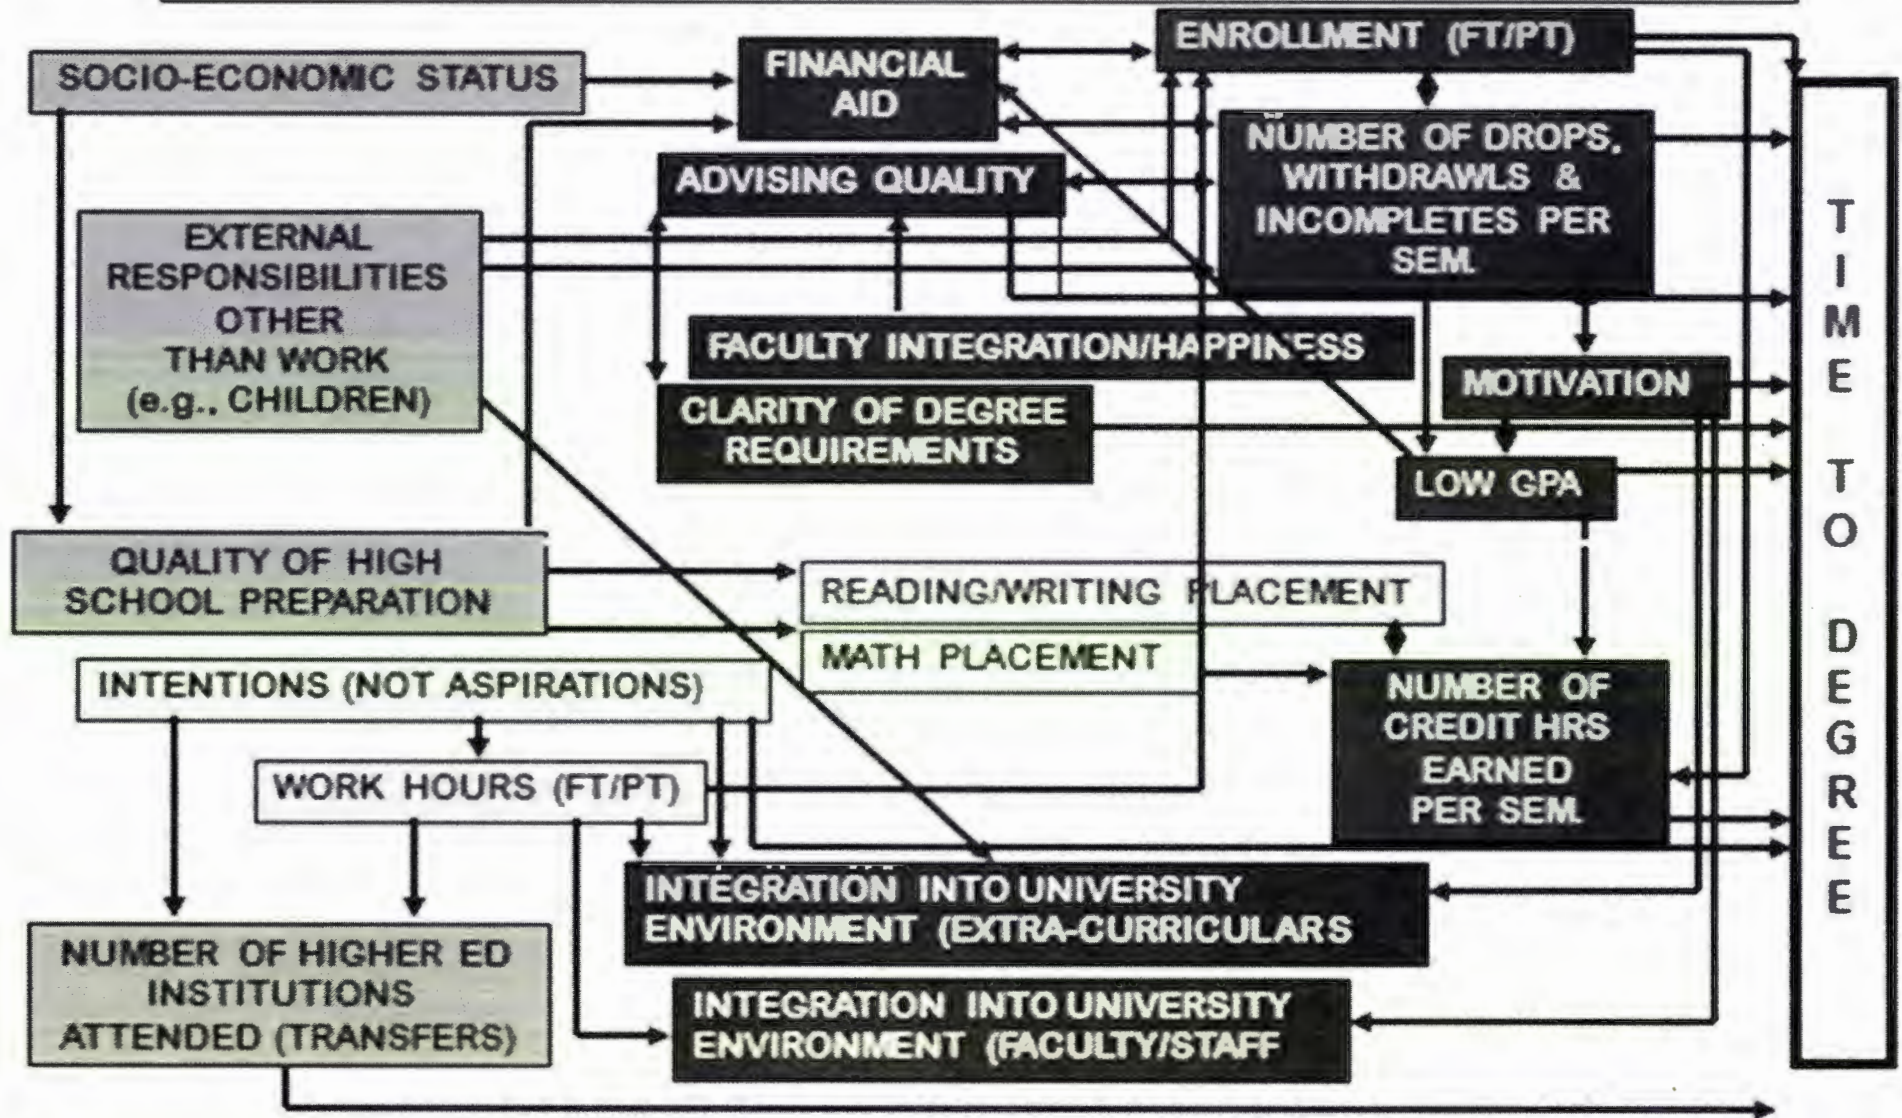 ENROLLMENT (FT/PT)
SOCIO-ECONOMIC STATUS
FINANCIAL
AID
NUMBER OF DROPS,
WITHDRAWLS &
INCOMPLETES PER
SEM.
ADVISING QUALITY
EXTERNAL
RESPONSIBILITIES
OTHER
THAN WORK
(e.g., CHILDREN)
FACULTY INTEGRATION/HAPPINESS
MOTIVATION
CLARITY OF DEGREE
REQUIREMENTS
LOW GPA
QUALITY OF HIGH
SCHOOL PREPARATION
READING/WRITING PLACEMENT
MATH PLACEMENT
INTENTIONS (NOT ASPIRATIONS)
NUMBER OF
CREDIT HRS
EARNED
PER SEM.
WORK HOURS (FT/PT)
INTEGRATION INTO UNIVERSITY
ENVIRONMENT (EXTRA-CURRICULARS
NUMBER OF HIGHER ED
INSTITUTIONS
ATTENDED (TRANSFERS)
INTEGRATION INTO UNIVERSITY
ENVIRONMENT (FACULTY/STAFF
TIME TO DEGREE